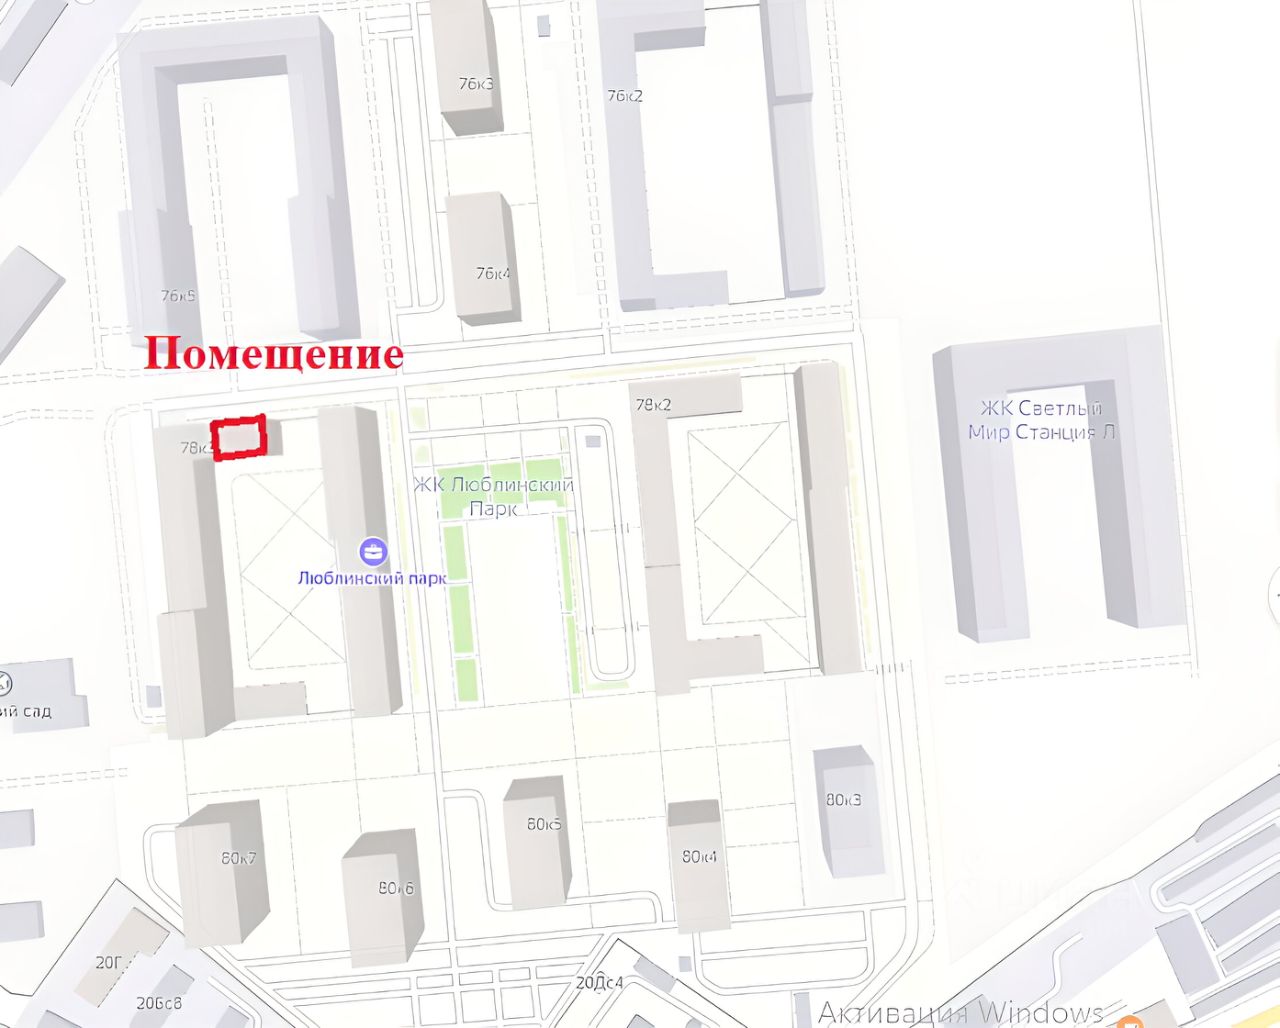 76к3
76к2
76к4
76к5
Помещение
78к2
ЖК Светлый
Мир Станция Л
ЖК Люблинский
Парк
Люблинский парк
ий сад
80к3
80к5
80к4
80к7
80к6
20Г
20Дс4
20бс8
Активация Windows